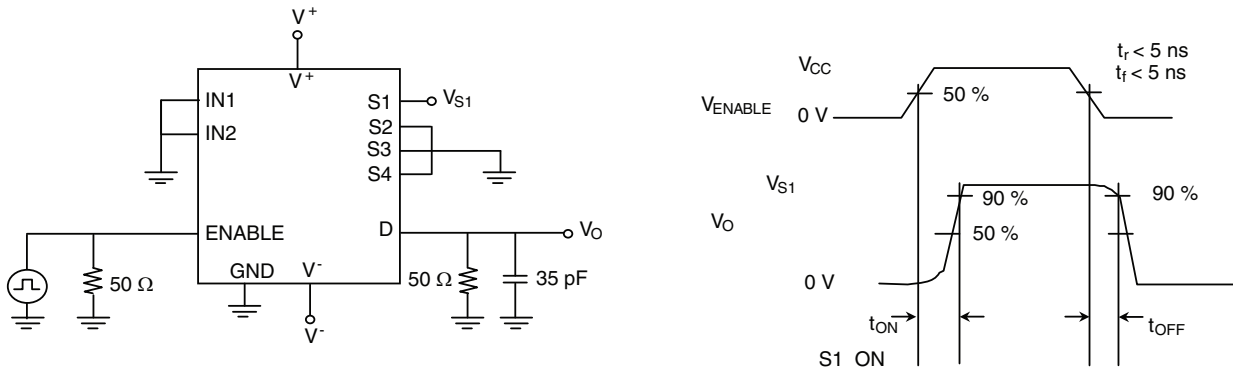 V+
V+
IN1
IN2
S1
VS1
S2
S3
S4
ENABLE
D
VO
GND
V-
50 Ω
50 Ω
35 pF
V-
VCC
tr < 5 ns
tf < 5 ns
VENABLE
50 %
0 V
VS1
90 %
90 %
VO
50 %
0 V
tON
tOFF
S1 ON